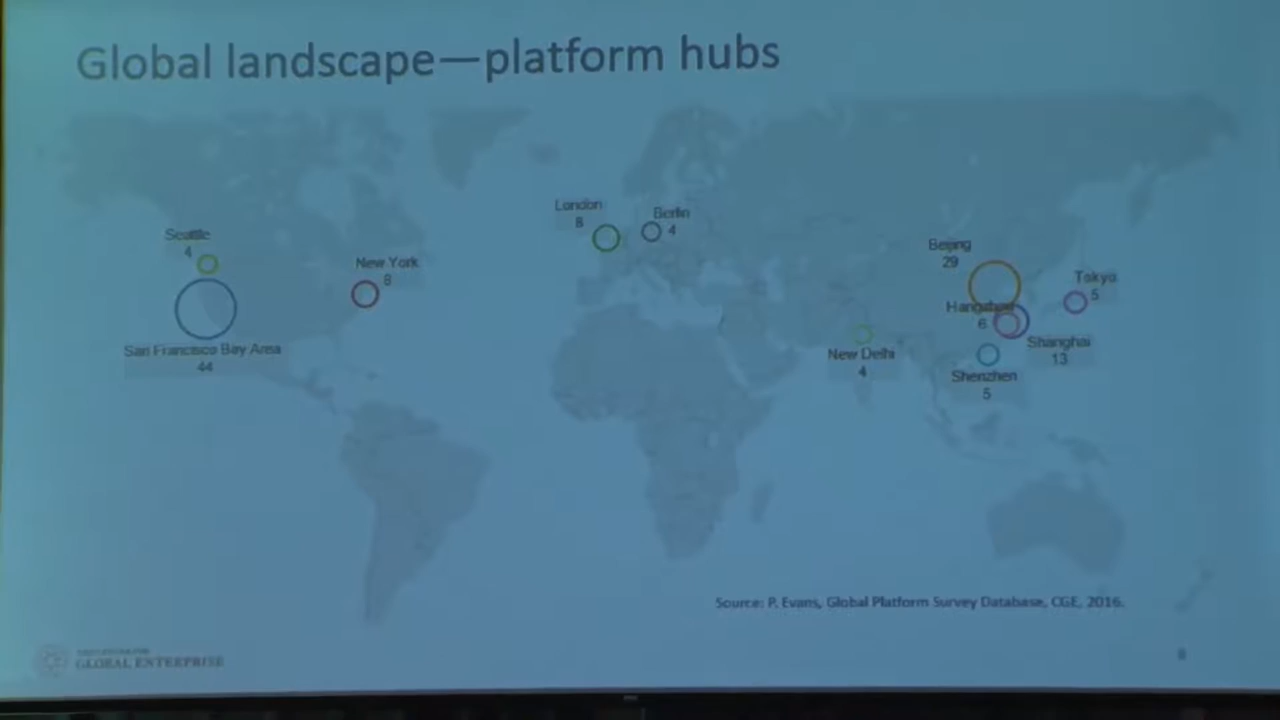 Global landscape—platform hubs
Seattle
4
San Francisco Bay Area
44
New York
8
London
8
Berlin
4
Beijing
29
Hangzhou
6
Tokyo
5
Shanghai
13
New Delhi
4
Shenzhen
5
Source: P. Evans, Global Platform Survey Database, CGE, 2016.
GLOBAL ENTERPRISE
8